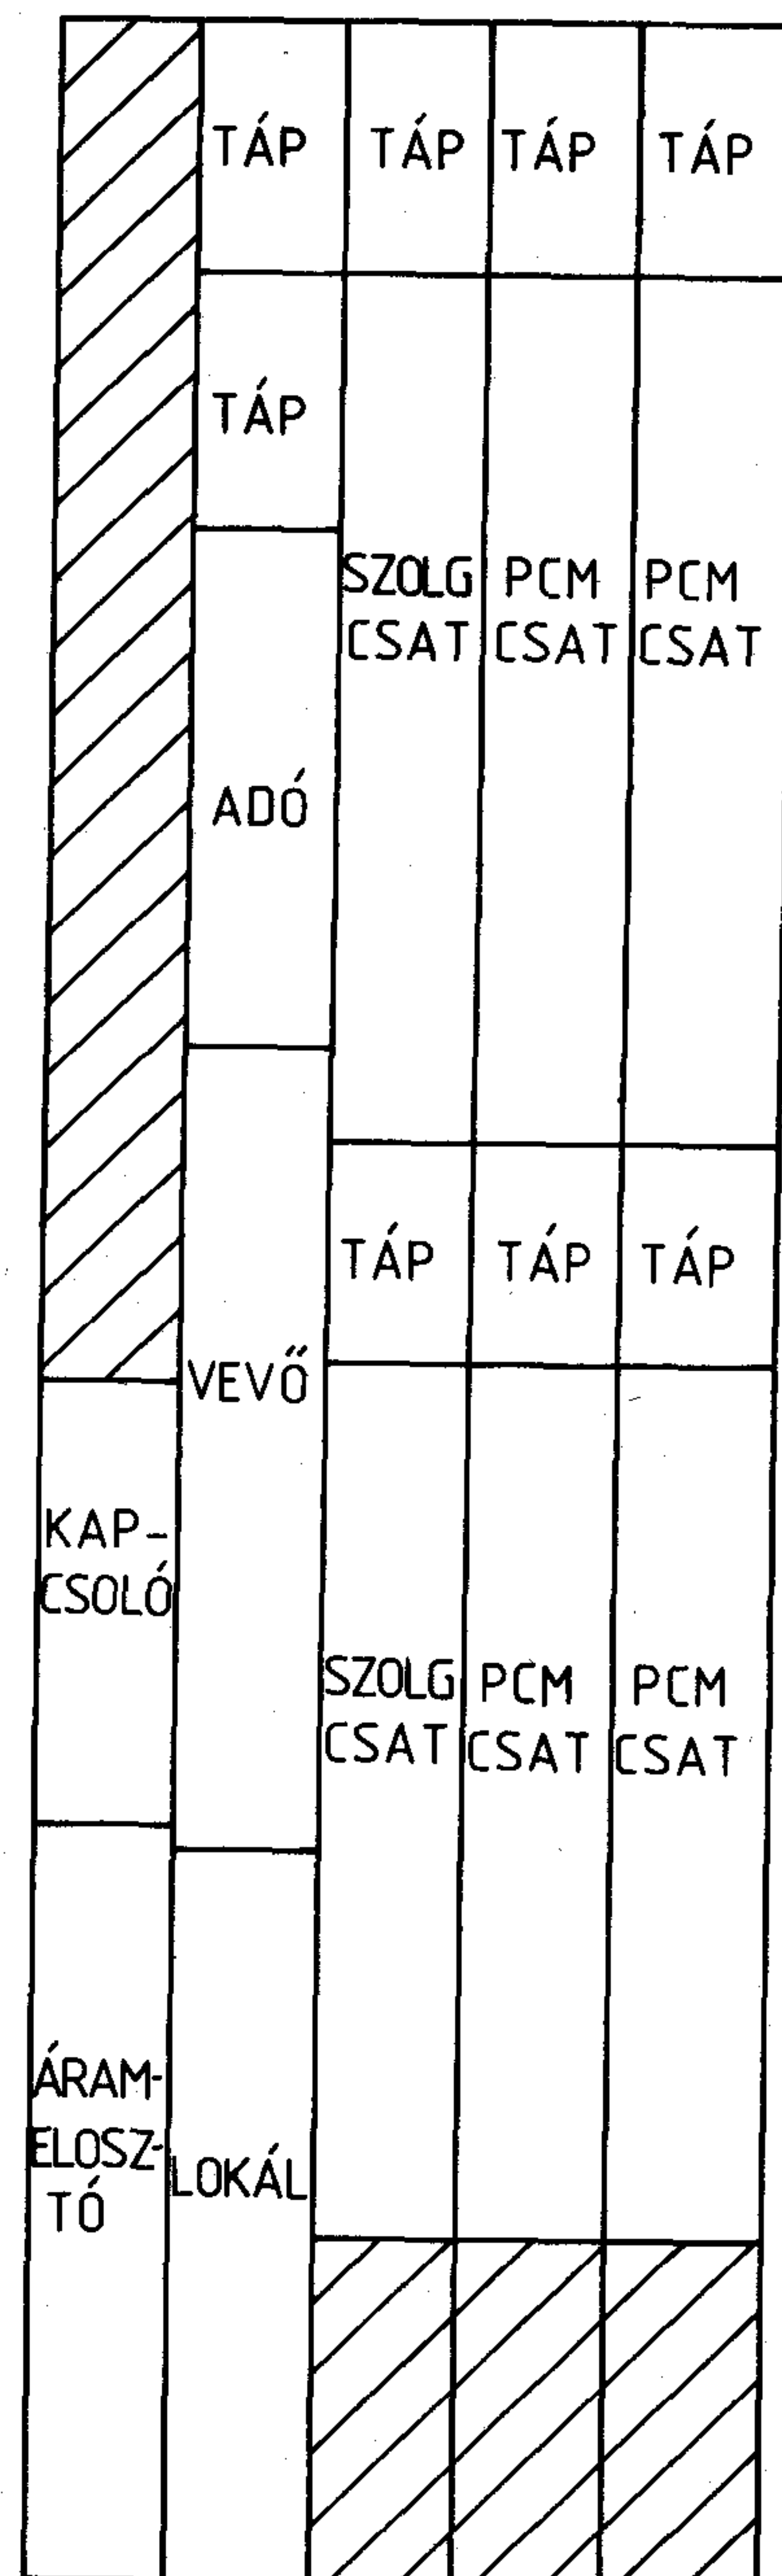 TÁP TÁP TÁP TÁP
TÁP
SZOLG PCM PCM
CSAT CSAT CSAT
ADÓ
TÁP TÁP TÁP
VEVŐ
KAP-
CSOLÓ
SZOLG PCM PCM
CSAT CSAT CSAT
ÁRAM-
ELOSZ-
TÓ
LOKÁL